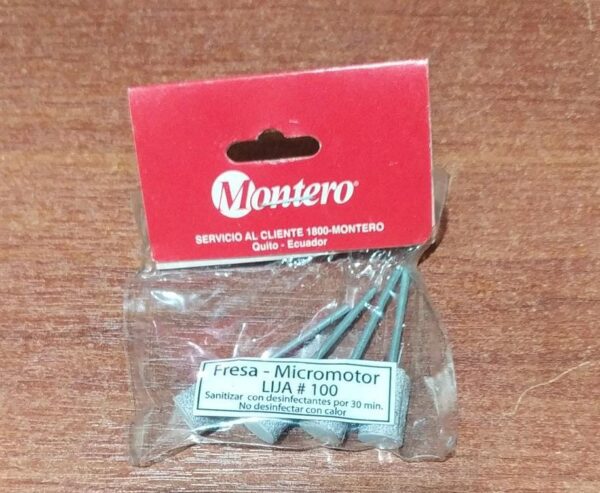 Montero®
SERVICIO AL CLIENTE 1800-MONTERO
Quito - Ecuador
Fresa - Micromotor
LIJA # 100
Sanitizar con desinfectantes por 30 min.
No desinfectar con calor